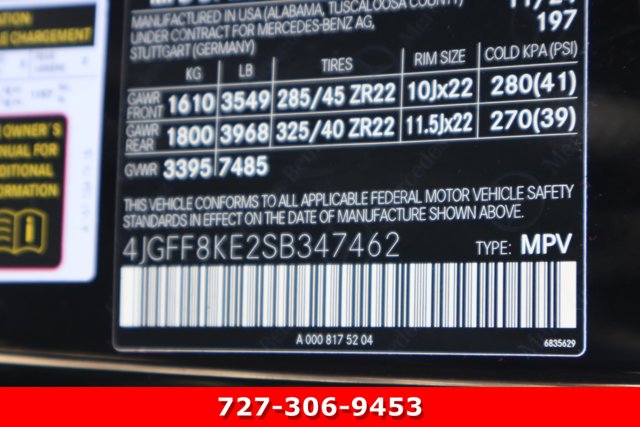 MANUFACTURED IN USA (ALABAMA, TUSCALOOSA COUNTY)
UNDER CONTRACT FOR MERCEDES-BENZ AG,
STUTTGART (GERMANY)
197
KG LB TIRES RIM SIZE COLD KPA (PSI)
GAWR FRONT 1610 3549 285/45 ZR22 10Jx22 280(41)
GAWR REAR 1800 3968 325/40 ZR22 11.5Jx22 270(39)
GVWR 3395 7485
THIS VEHICLE CONFORMS TO ALL APPLICABLE FEDERAL MOTOR VEHICLE SAFETY
STANDARDS IN EFFECT ON THE DATE OF MANUFACTURE SHOWN ABOVE.
4JGFF8KE2SB347462 TYPE: MPV
A 000 817 52 04
6835629
OWNER´S
FOR
INFORMATION
727-306-9453